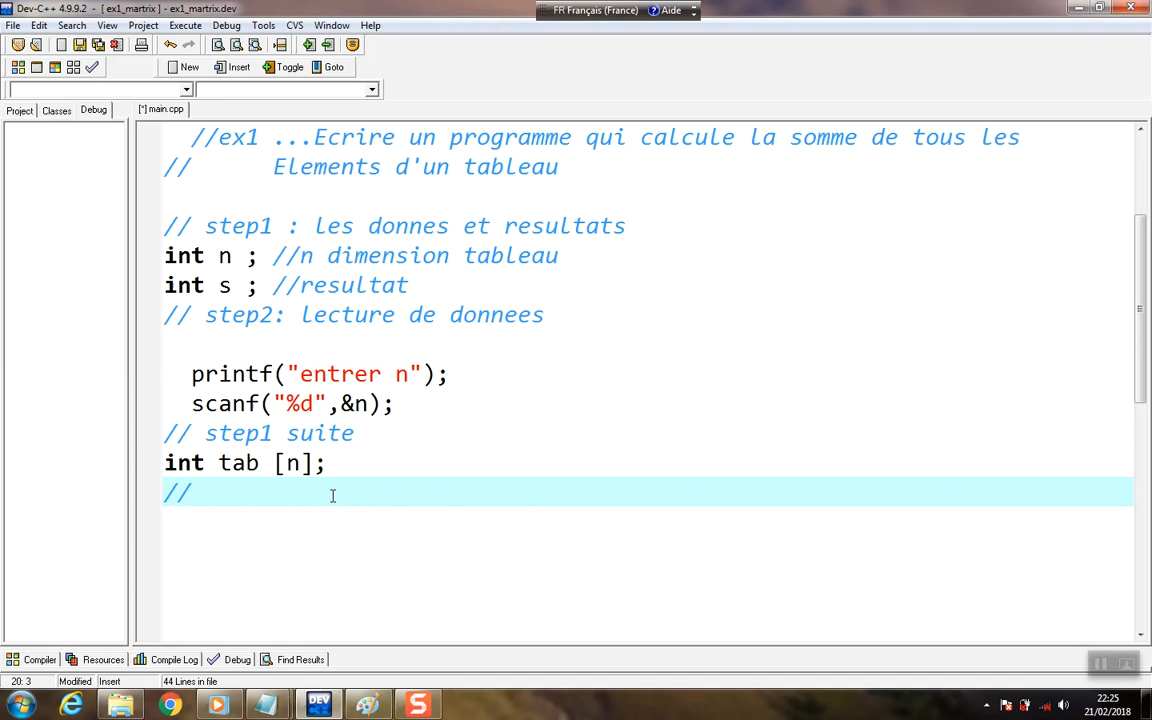 Dev-C++ 4.9.9.2 - [ ex1_martrix ] - ex1_martrix.dev
FR Français (France) Aide
File Edit Search View Project Execute Debug Tools CVS Window Help
New Insert Toggle Goto
Project Classes Debug [*] main.cpp
//ex1 ...Ecrire un programme qui calcule la somme de tous les
// Elements d'un tableau
// step1 : les donnes et resultats
int n ; //n dimension tableau
int s ; //resultat
// step2: lecture de donnees
printf("entrer n");
scanf("%d",&n);
// step1 suite
int tab [n];
//
Compiler Resources Compile Log Debug Find Results
20: 3 Modified Insert 44 Lines in file
DEV
S
22:25
21/02/2018